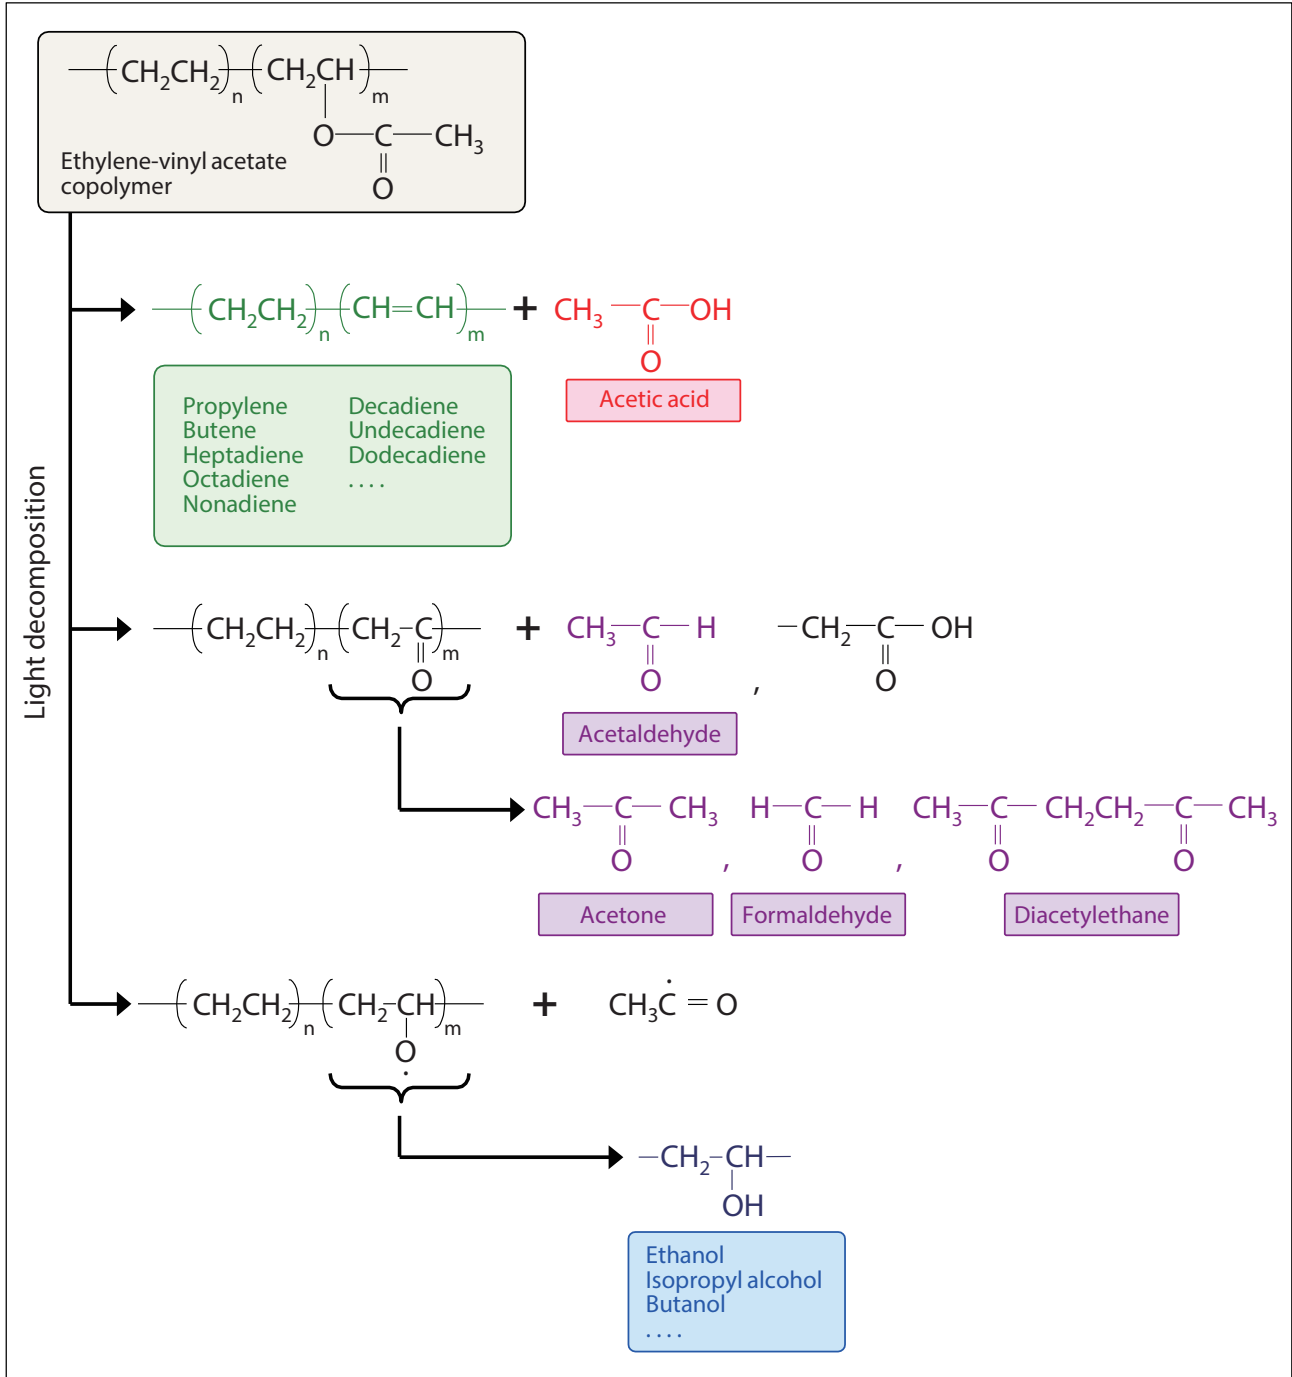 —(CH₂CH₂)ₙ—(CH₂CH)ₘ—
O—C—CH₃
O
Ethylene-vinyl acetate
copolymer
Light decomposition
—(CH₂CH₂)ₙ—(CH=CH)ₘ— + CH₃—C—OH
O
Acetic acid
Propylene
Butene
Heptadiene
Octadiene
Nonadiene
Decadiene
Undecadiene
Dodecadiene
....
—(CH₂CH₂)ₙ—(CH₂–C)ₘ— + CH₃—C—H , —CH₂—C—OH
O O O
Acetaldehyde
CH₃—C—CH₃ , H—C—H , CH₃—C—CH₂CH₂—C—CH₃
O O O O
Acetone
Formaldehyde
Diacetylethane
—(CH₂CH₂)ₙ—(CH₂–CH)ₘ— + CH₃Ċ=O
O
·
—CH₂–CH—
OH
Ethanol
Isopropyl alcohol
Butanol
....